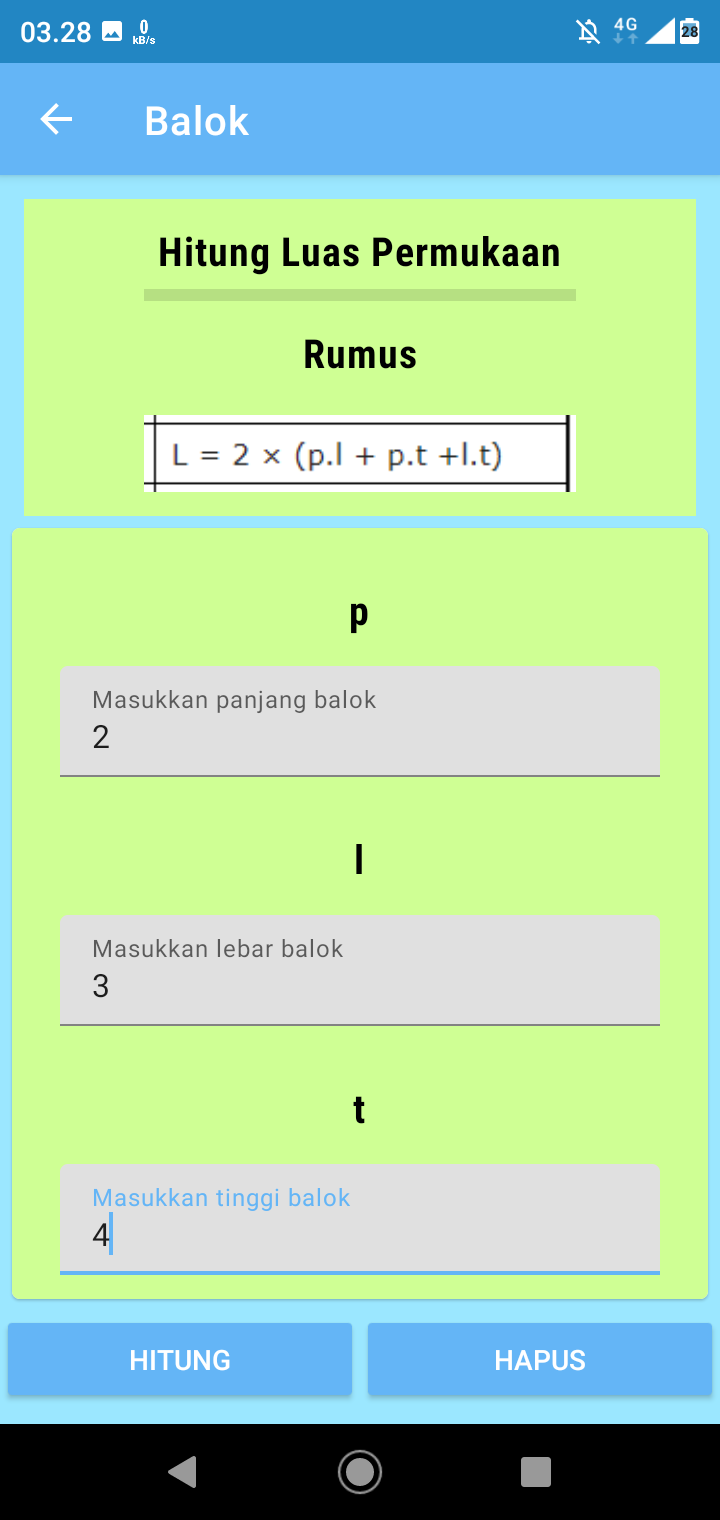 03.28 0 kB/s 4G 28
Balok
Hitung Luas Permukaan
Rumus
L = 2 × (p.l + p.t +l.t)
p
Masukkan panjang balok
2
l
Masukkan lebar balok
3
t
Masukkan tinggi balok
4
HITUNG HAPUS